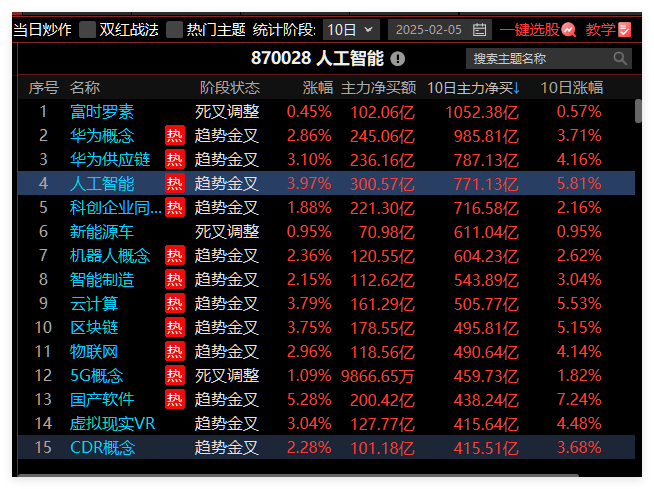 当日炒作 双红战法 热门主题 统计阶段: 10日 2025-02-05 一键选股 教学
870028 人工智能 搜索主题名称
序号 名称 阶段状态 涨幅 主力净买额 10日主力净买↓ 10日涨幅
1 富时罗素 死叉调整 0.45% 102.06亿 1052.38亿 0.57%
2 华为概念 热 趋势金叉 2.86% 245.06亿 985.81亿 3.71%
3 华为供应链 热 趋势金叉 3.10% 236.16亿 787.13亿 4.16%
4 人工智能 热 趋势金叉 3.97% 300.57亿 771.13亿 5.81%
5 科创企业同... 热 趋势金叉 1.88% 221.30亿 716.58亿 2.16%
6 新能源车 死叉调整 0.95% 70.98亿 611.04亿 0.95%
7 机器人概念 热 趋势金叉 2.36% 120.55亿 604.23亿 2.62%
8 智能制造 热 趋势金叉 2.15% 112.62亿 543.89亿 3.04%
9 云计算 热 趋势金叉 3.79% 161.29亿 505.77亿 5.53%
10 区块链 热 趋势金叉 3.75% 178.55亿 495.81亿 5.15%
11 物联网 热 趋势金叉 2.96% 118.56亿 490.64亿 4.14%
12 5G概念 热 死叉调整 1.09% 9866.65万 459.73亿 1.82%
13 国产软件 热 趋势金叉 5.28% 200.42亿 438.24亿 7.24%
14 虚拟现实VR 趋势金叉 3.04% 127.77亿 415.64亿 4.48%
15 CDR概念 趋势金叉 2.28% 101.18亿 415.51亿 3.68%